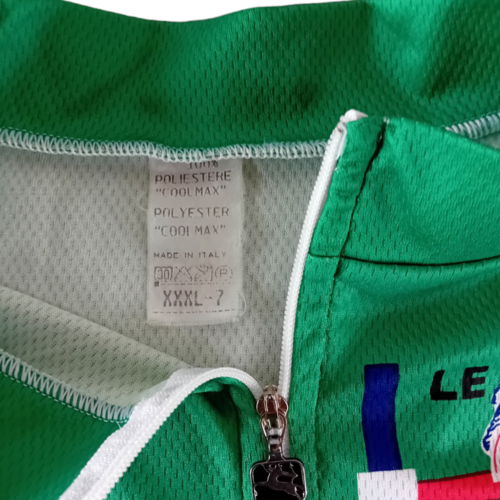 100%
POLIESTERE
"COOLMAX"
POLYESTER
"COOLMAX"
MADE IN ITALY
XXXL-7
LE